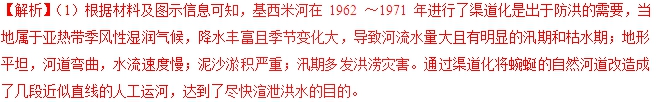 【解析】（1）根据材料及图示信息可知，基西米河在 1962 ～1971 年进行了渠道化是出于防洪的需要，当
地属于亚热带季风性湿润气候，降水丰富且季节变化大，导致河流水量大且有明显的汛期和枯水期；地形
平坦，河道弯曲，水流速度慢；泥沙淤积严重；汛期多发洪涝灾害。通过渠道化将蜿蜒的自然河道改造成
了几段近似直线的人工运河，达到了尽快宣泄洪水的目的。